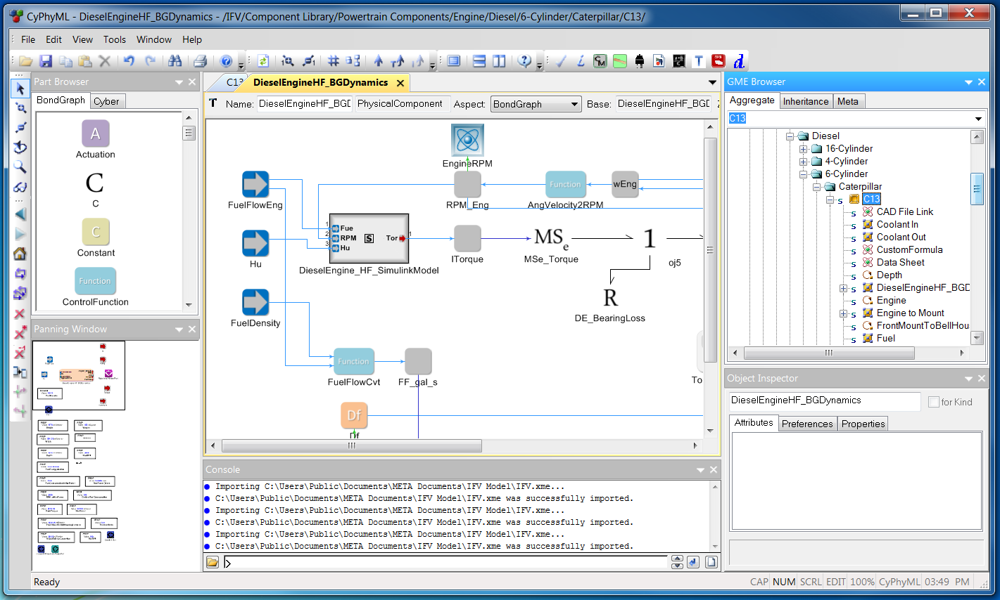 CyPhyML - DieselEngineHF_BGDynamics - /IFV/Component Library/Powertrain Components/Engine/Diesel/6-Cylinder/Caterpillar/C13/
File Edit View Tools Window Help
Part Browser
BondGraph Cyber
A
Actuation
C
C
C
Constant
Function
ControlFunction
Panning Window
C13 DieselEngineHF_BGDynamics
T Name: DieselEngineHF_BGD PhysicalComponent Aspect: BondGraph Base: DieselEngineHF_BGD
EngineRPM
FuelFlowEng
RPM_Eng
Function
AngVelocity2RPM
wEng
Hu
1 Fue
2 RPM S Tor 1
3 Hu
DieselEngine_HF_SimulinkModel
ITorque
MSe
MSe_Torque
1
oj5
R
DE_BearingLoss
FuelDensity
Function
FuelFlowCvt
FF_gal_s
To
Df
Df
Console
Importing C:\Users\Public\Documents\META Documents\IFV Model\IFV.xme...
C:\Users\Public\Documents\META Documents\IFV Model\IFV.xme was successfully imported.
Importing C:\Users\Public\Documents\META Documents\IFV Model\IFV.xme...
C:\Users\Public\Documents\META Documents\IFV Model\IFV.xme was successfully imported.
Importing C:\Users\Public\Documents\META Documents\IFV Model\IFV.xme...
C:\Users\Public\Documents\META Documents\IFV Model\IFV.xme was successfully imported.
>
GME Browser
Aggregate Inheritance Meta
C13
Diesel
16-Cylinder
4-Cylinder
6-Cylinder
Caterpillar
s C13
s CAD File Link
s Coolant In
s Coolant Out
s CustomFormula
s Data Sheet
s Depth
s DieselEngineHF_BGD
s Engine
s Engine to Mount
s FrontMountToBellHou
s Fuel
Object Inspector
DieselEngineHF_BGDynamics for Kind
Attributes Preferences Properties
Ready
CAP NUM SCRL EDIT 100% CyPhyML 03:49 PM